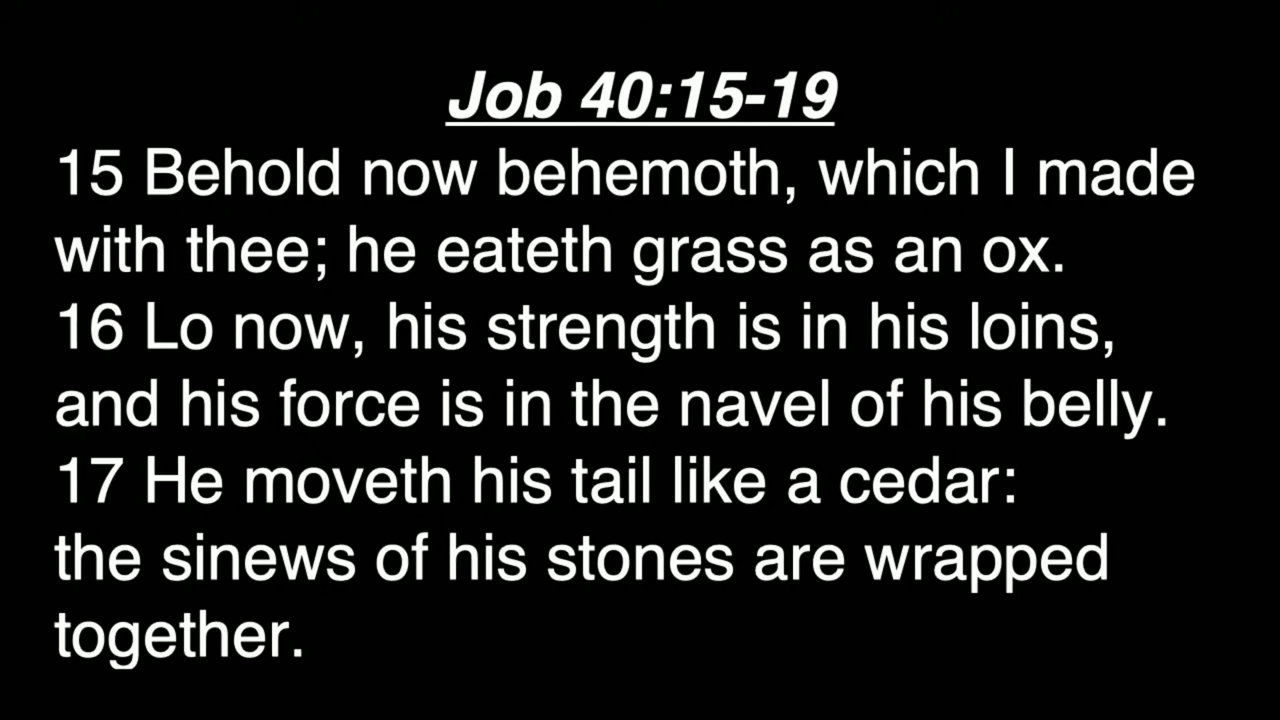 Job 40:15-19
15 Behold now behemoth, which I made
with thee; he eateth grass as an ox.
16 Lo now, his strength is in his loins,
and his force is in the navel of his belly.
17 He moveth his tail like a cedar:
the sinews of his stones are wrapped
together.